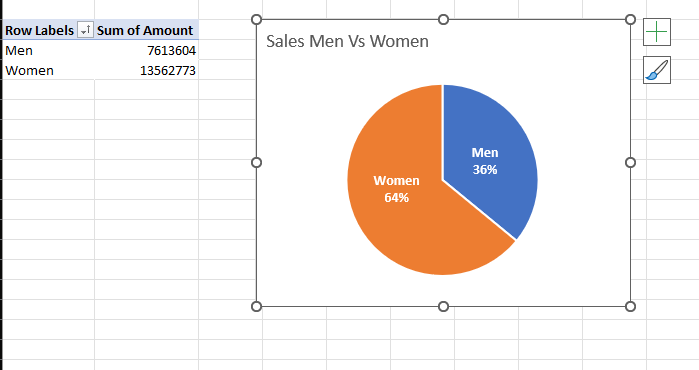 Row Labels Sum of Amount
Men 7613604
Women 13562773
Sales Men Vs Women
Men
36%
Women
64%